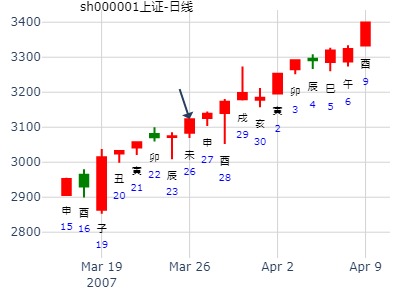 sh000001上证-日线
3400
3300
3200
3100
3000
2900
2800
申
15
酉
16
子
19
丑
20
寅
21
卯
22
辰
23
未
26
申
27
酉
28
戌
29
亥
30
寅
2
卯
3
辰
4
巳
5
午
6
酉
9
Mar 19
2007
Mar 26
Apr 2
Apr 9